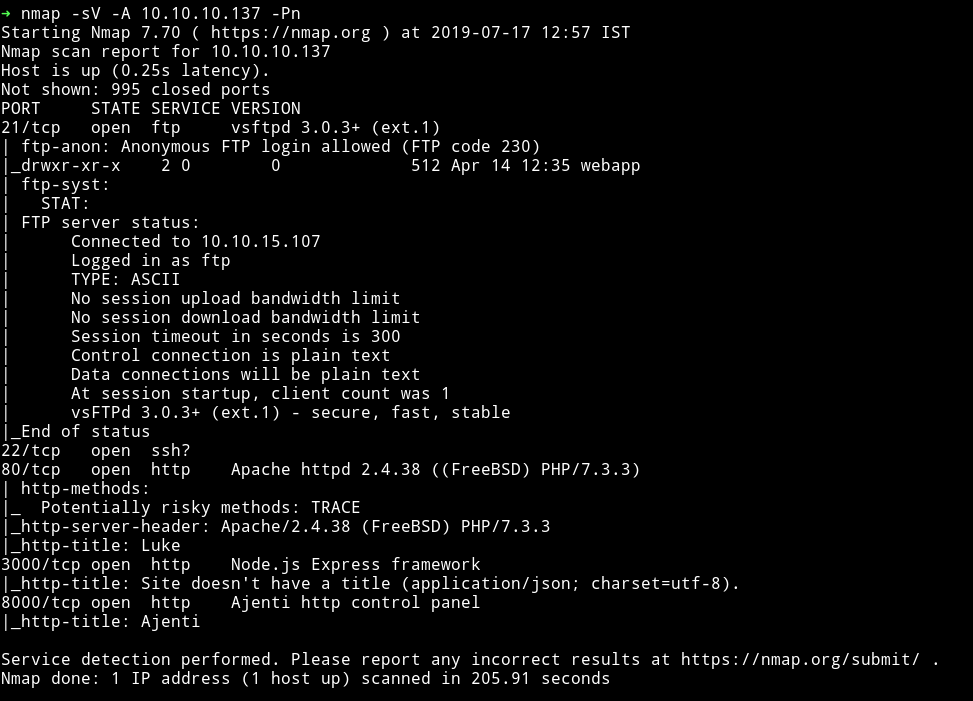 → nmap -sV -A 10.10.10.137 -Pn
Starting Nmap 7.70 ( https://nmap.org ) at 2019-07-17 12:57 IST
Nmap scan report for 10.10.10.137
Host is up (0.25s latency).
Not shown: 995 closed ports
PORT     STATE SERVICE VERSION
21/tcp   open  ftp     vsftpd 3.0.3+ (ext.1)
| ftp-anon: Anonymous FTP login allowed (FTP code 230)
|_drwxr-xr-x    2 0        0             512 Apr 14 12:35 webapp
| ftp-syst:
|   STAT:
| FTP server status:
|      Connected to 10.10.15.107
|      Logged in as ftp
|      TYPE: ASCII
|      No session upload bandwidth limit
|      No session download bandwidth limit
|      Session timeout in seconds is 300
|      Control connection is plain text
|      Data connections will be plain text
|      At session startup, client count was 1
|      vsFTPd 3.0.3+ (ext.1) - secure, fast, stable
|_End of status
22/tcp   open  ssh?
80/tcp   open  http    Apache httpd 2.4.38 ((FreeBSD) PHP/7.3.3)
| http-methods:
|_  Potentially risky methods: TRACE
|_http-server-header: Apache/2.4.38 (FreeBSD) PHP/7.3.3
|_http-title: Luke
3000/tcp open  http    Node.js Express framework
|_http-title: Site doesn't have a title (application/json; charset=utf-8).
8000/tcp open  http    Ajenti http control panel
|_http-title: Ajenti

Service detection performed. Please report any incorrect results at https://nmap.org/submit/ .
Nmap done: 1 IP address (1 host up) scanned in 205.91 seconds